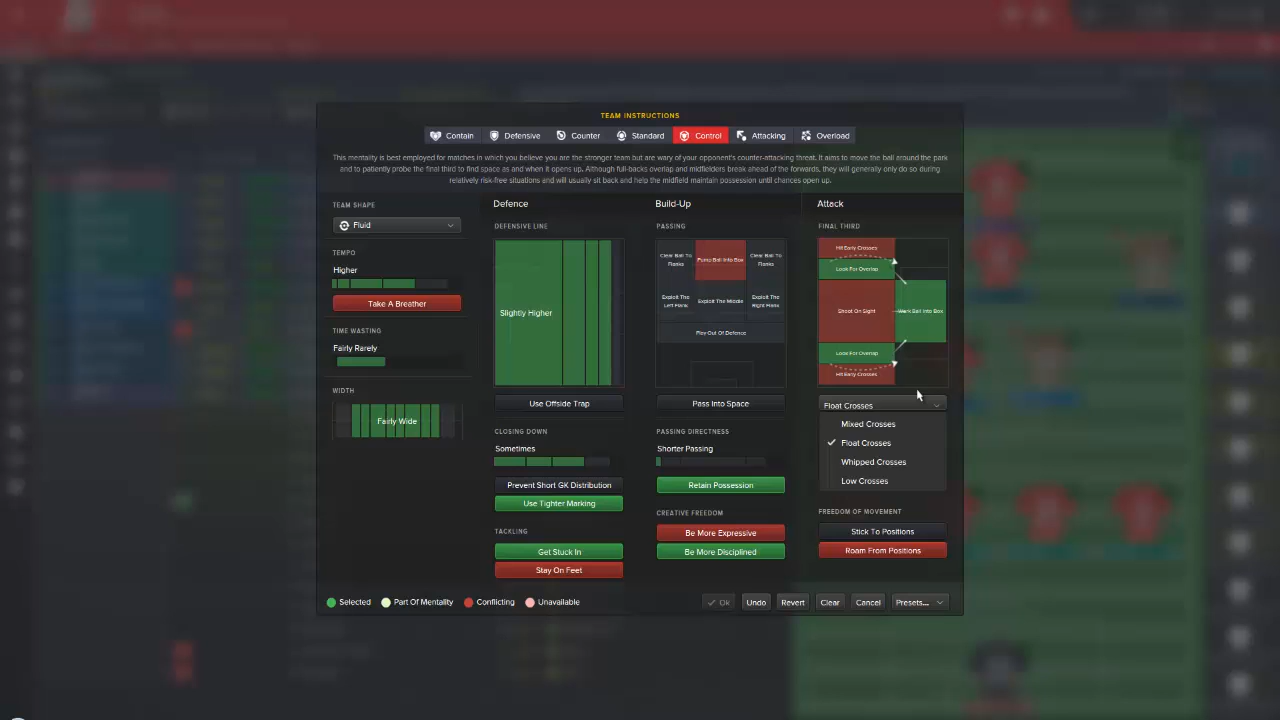 TEAM INSTRUCTIONS
Contain
Defensive
Counter
Standard
Control
Attacking
Overload
This mentality is best employed for matches in which you believe you are the stronger team but are wary of your opponent's counter-attacking threat. It aims to move the ball around the park
and to patiently probe the final third to find space as and when it opens up. Although full-backs overlap and midfielders break ahead of the forwards, they will generally only do so during
relatively risk-free situations and will usually sit back and help the midfield maintain possession until chances open up.
TEAM SHAPE
Fluid
TEMPO
Higher
Take A Breather
TIME WASTING
Fairly Rarely
WIDTH
Fairly Wide
Defence
DEFENSIVE LINE
Slightly Higher
Use Offside Trap
CLOSING DOWN
Sometimes
Prevent Short GK Distribution
Use Tighter Marking
TACKLING
Get Stuck In
Stay On Feet
Build-Up
PASSING
Clear Ball To
Flanks
Pump Ball Into Box
Clear Ball To
Flanks
Exploit The
Left Flank
Exploit The Middle
Exploit The
Right Flank
Play Out Of Defence
Pass Into Space
PASSING DIRECTNESS
Shorter Passing
Retain Possession
CREATIVE FREEDOM
Be More Expressive
Be More Disciplined
Attack
FINAL THIRD
Hit Early Crosses
Look For Overlap
Shoot On Sight
Work Ball Into Box
Look For Overlap
Hit Early Crosses
Float Crosses
Mixed Crosses
Float Crosses
Whipped Crosses
Low Crosses
FREEDOM OF MOVEMENT
Stick To Positions
Roam From Positions
Selected
Part Of Mentality
Conflicting
Unavailable
Ok
Undo
Revert
Clear
Cancel
Presets...